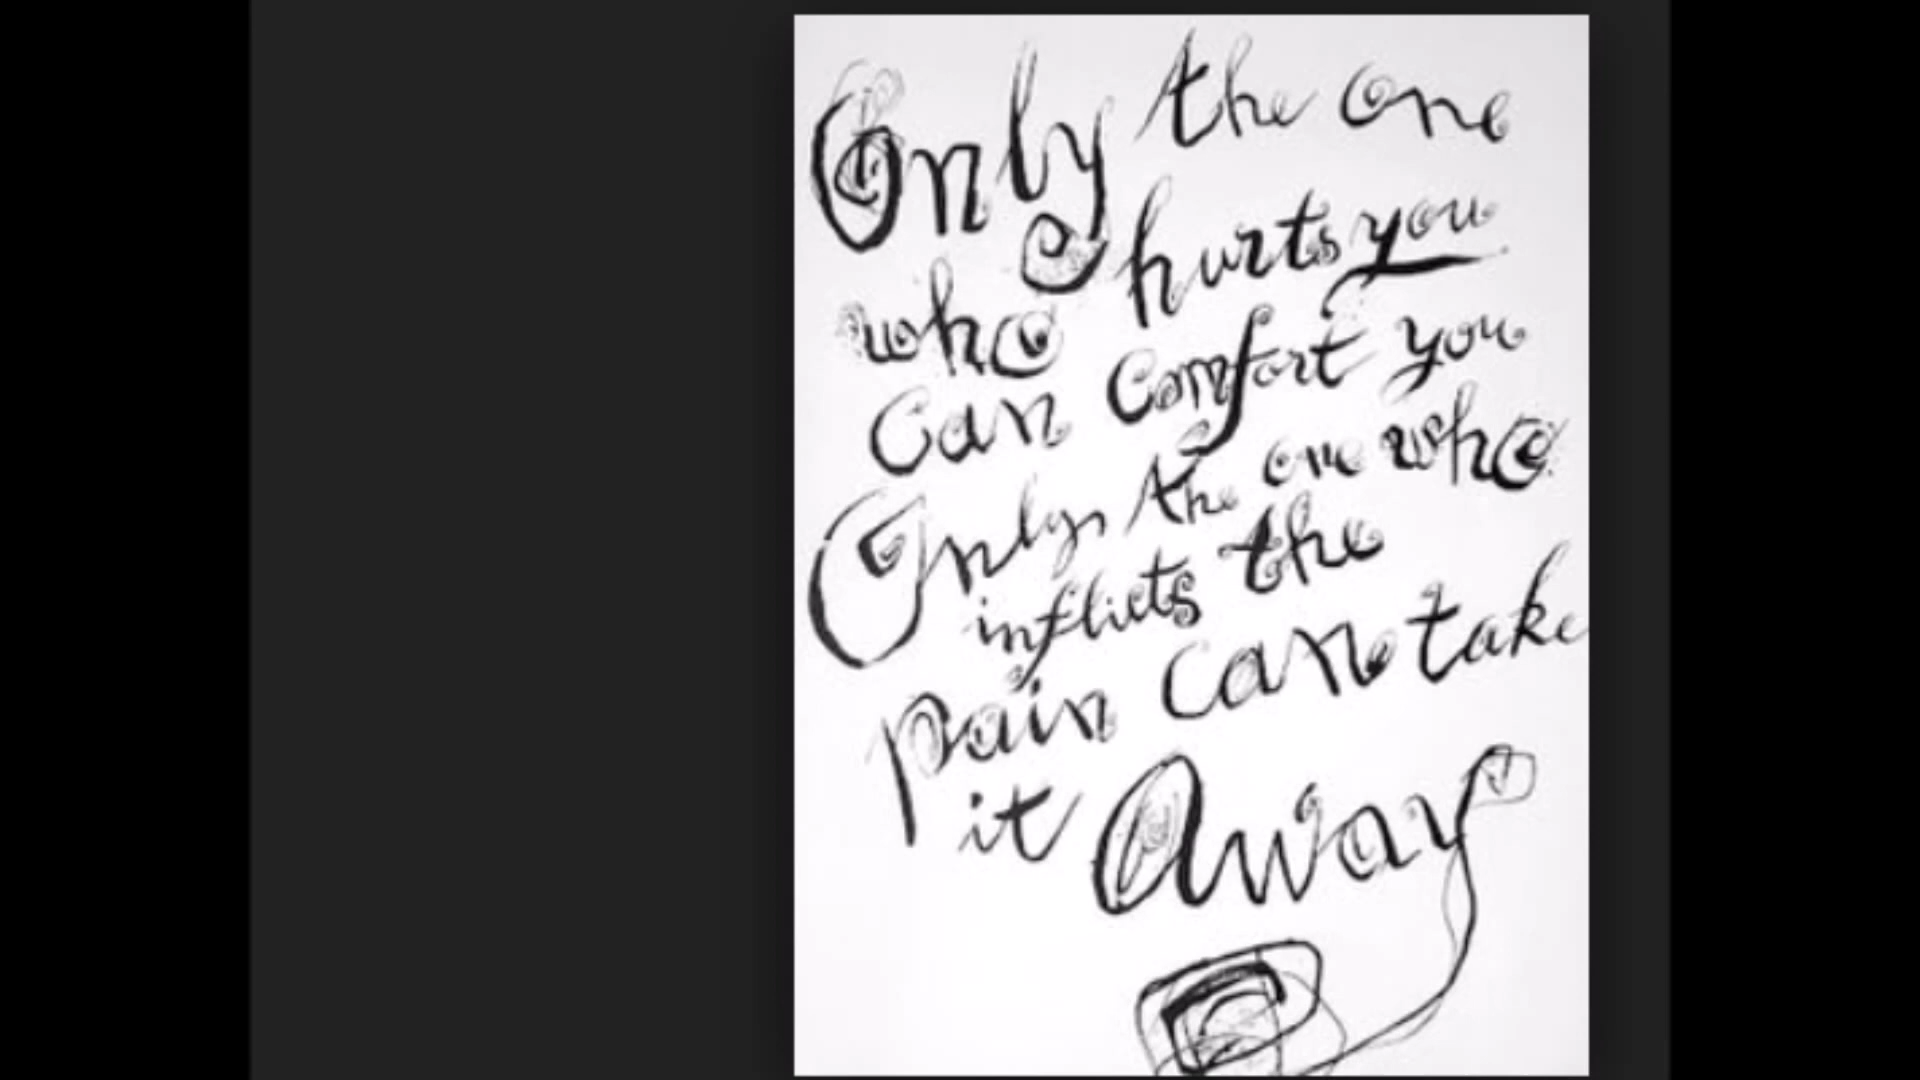 Only the one
who hurts you
can comfort you
Only the one who
inflicts the
pain can take
it Away